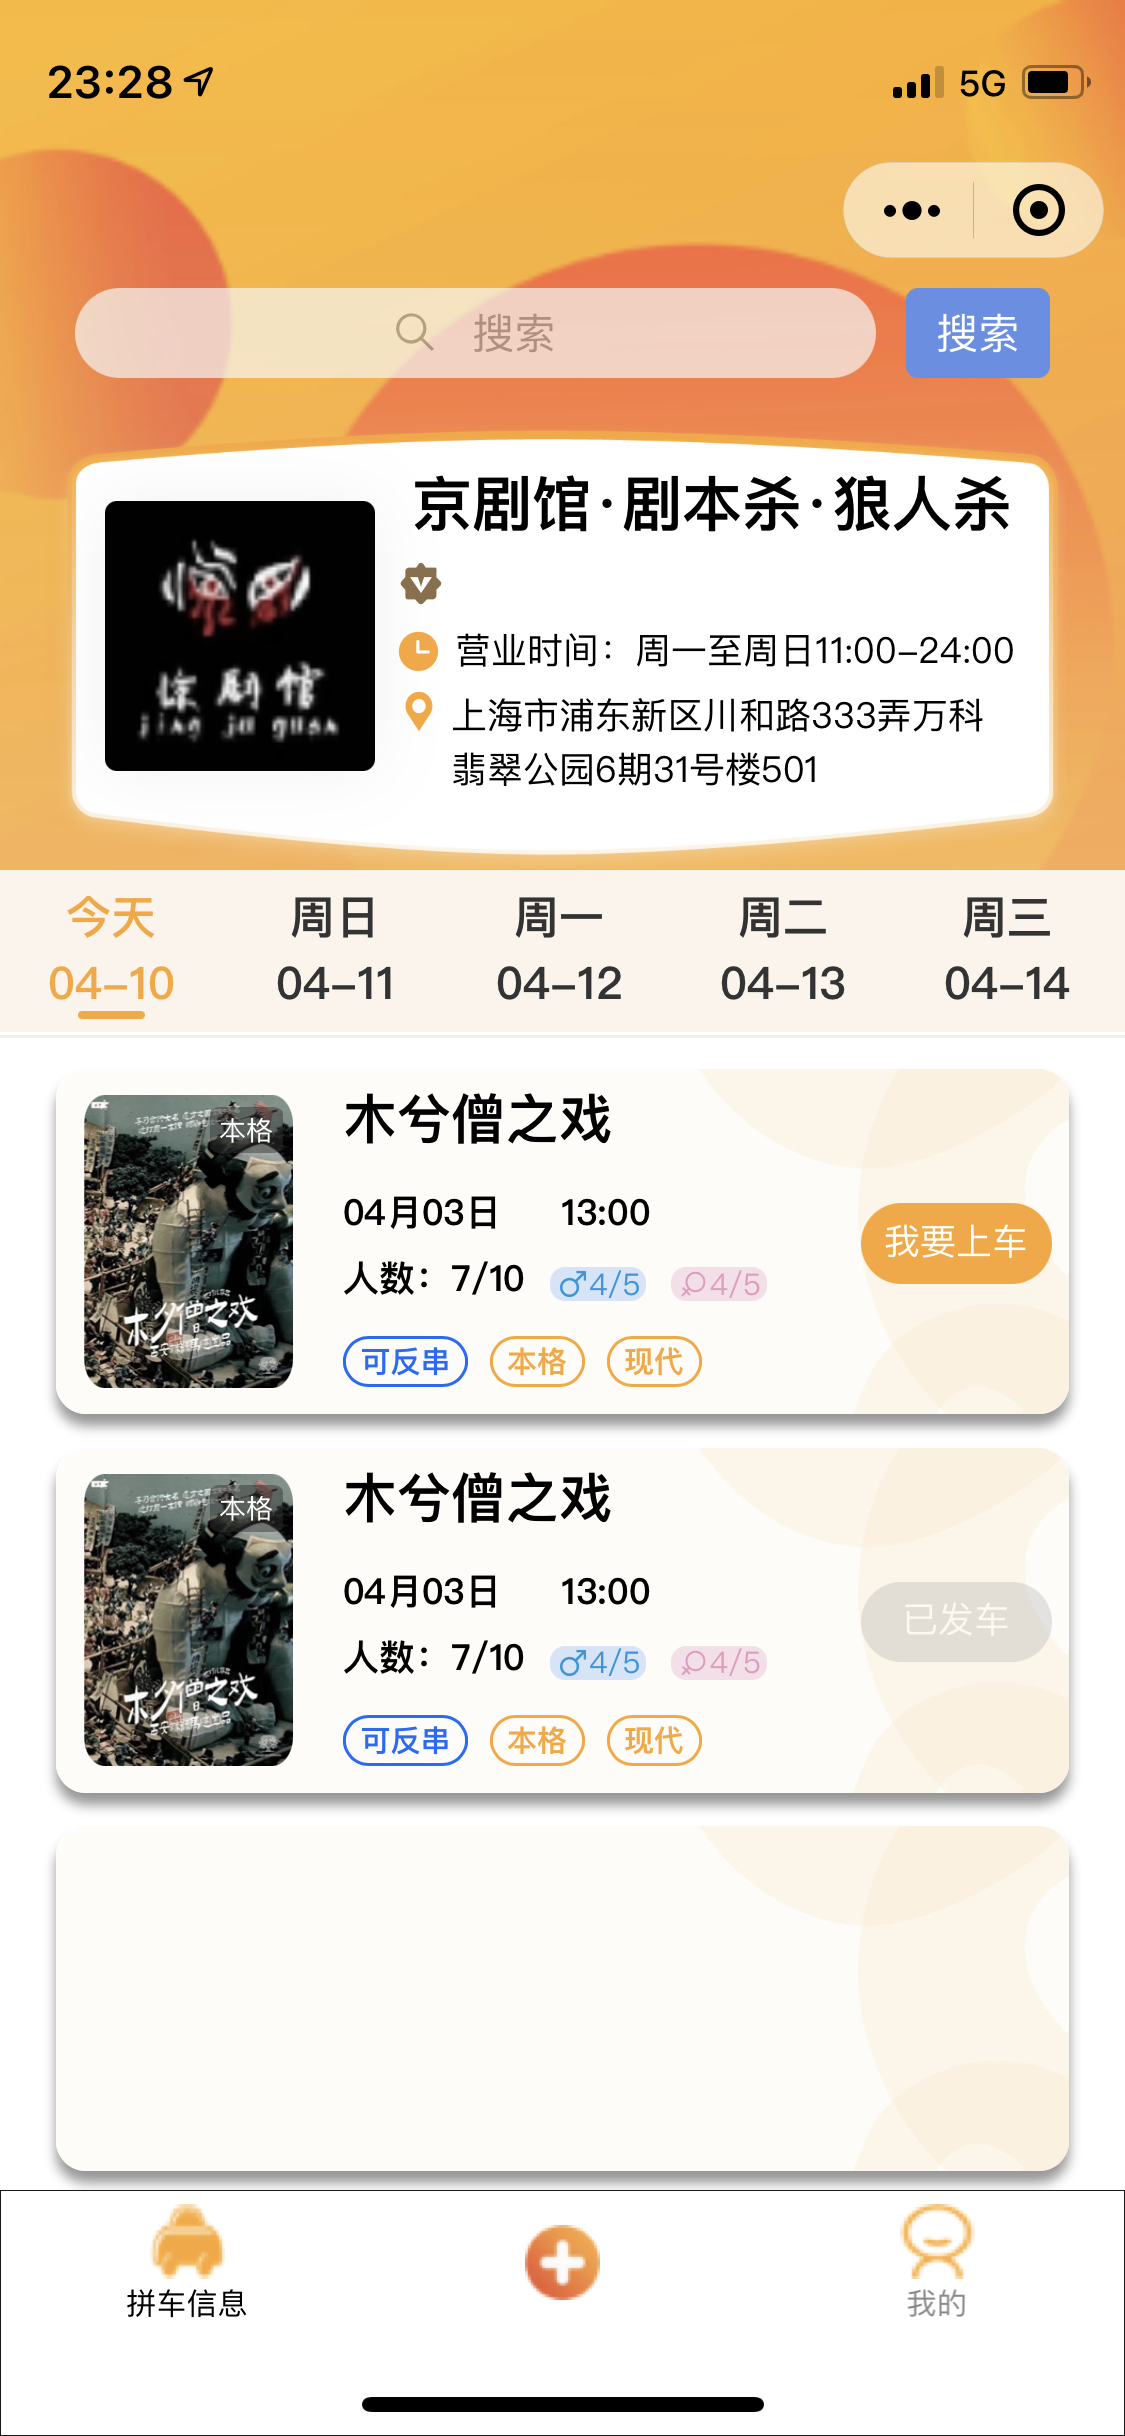 23:28
5G
搜索
搜索
京剧馆·剧本杀·狼人杀
馆
营业时间：周一至周日11:00-24:00
上海市浦东新区川和路333弄万科
翡翠公园6期31号楼501
今天 周日 周一 周二 周三
04-10 04-11 04-12 04-13 04-14
本格
木兮僧之戏
04月03日 13:00
我要上车
人数：7/10 ♂4/5 ♀4/5
可反串 本格 现代
本格
木兮僧之戏
04月03日 13:00
已发车
人数：7/10 ♂4/5 ♀4/5
可反串 本格 现代
拼车信息
我的